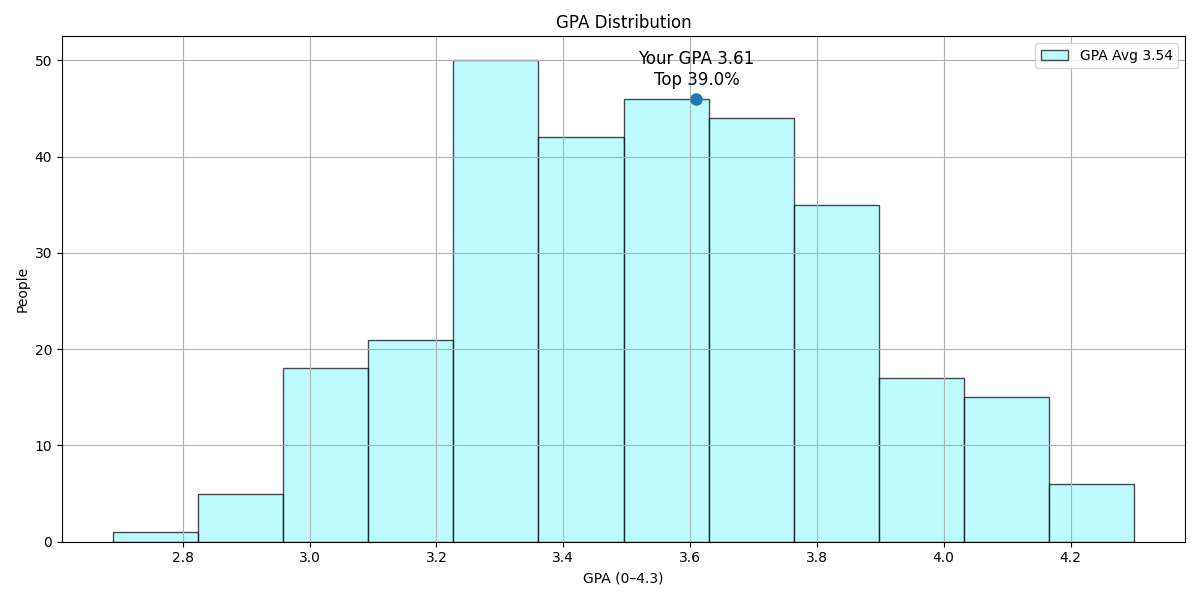 GPA Distribution
Your GPA 3.61
Top 39.0%
GPA Avg 3.54
People
50
40
30
20
10
0
2.8 3.0 3.2 3.4 3.6 3.8 4.0 4.2
GPA (0–4.3)